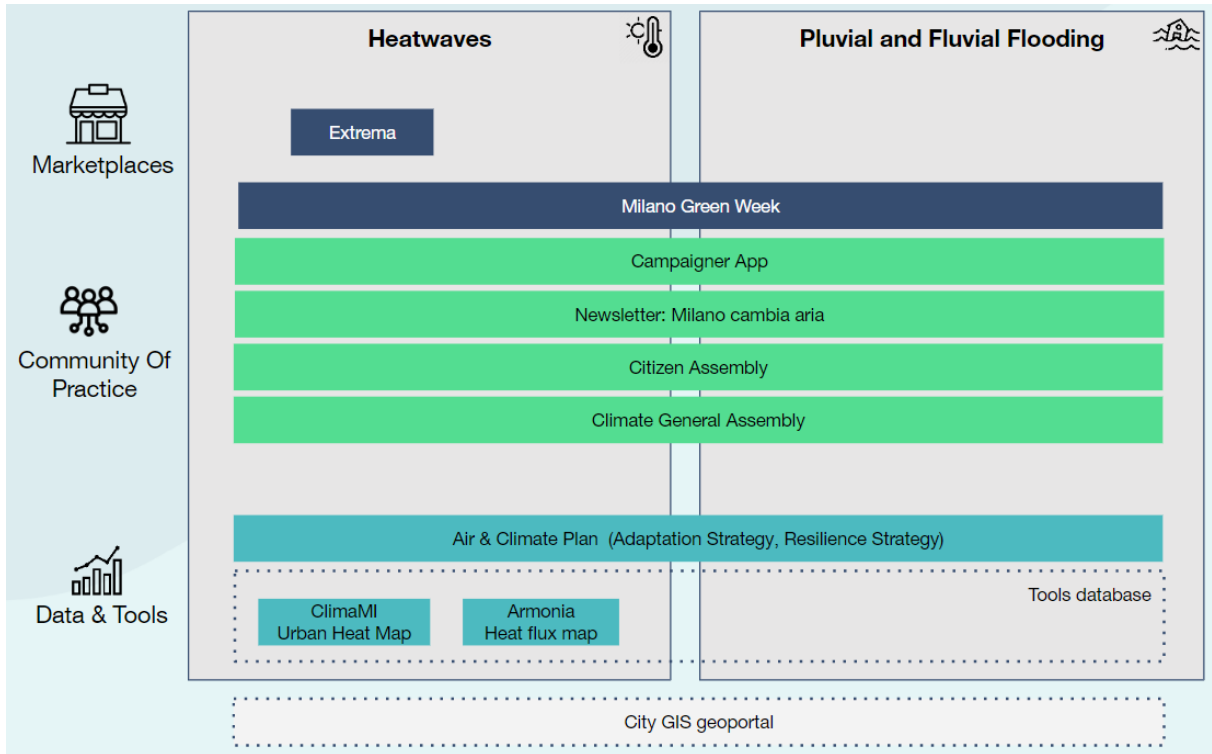 Heatwaves
Pluvial and Fluvial Flooding
Marketplaces
Extrema
Milano Green Week
Campaigner App
Newsletter: Milano cambia aria
Community Of
Practice
Citizen Assembly
Climate General Assembly
Air & Climate Plan (Adaptation Strategy, Resilience Strategy)
Data & Tools
Tools database
ClimaMI
Urban Heat Map
Armonia
Heat flux map
City GIS geoportal